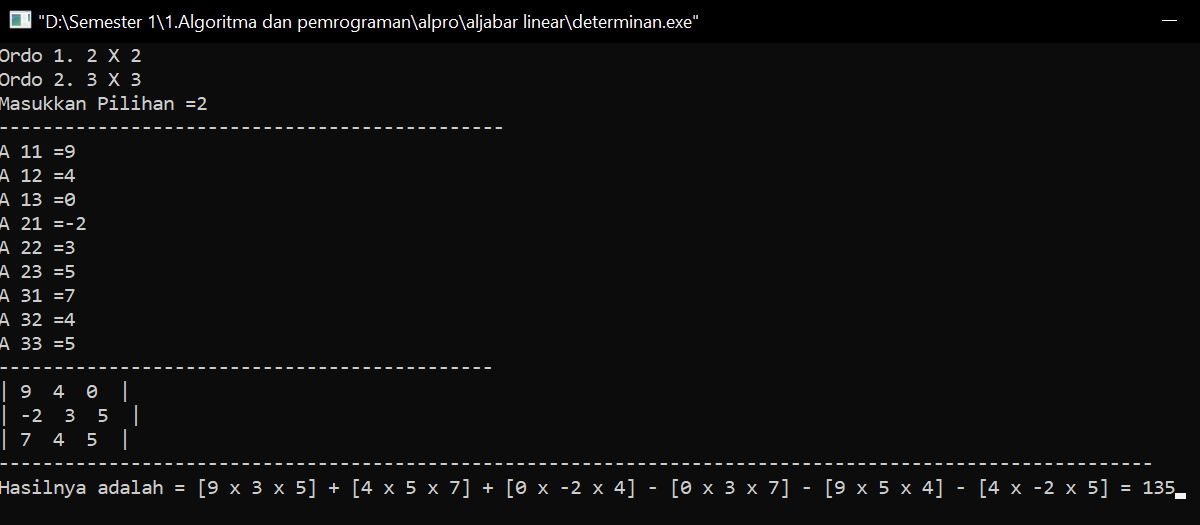 "D:\Semester 1\1.Algoritma dan pemrograman\alpro\aljabar linear\determinan.exe"
Ordo 1. 2 X 2
Ordo 2. 3 X 3
Masukkan Pilihan =2
----------------------------------------------
A 11 =9
A 12 =4
A 13 =0
A 21 =-2
A 22 =3
A 23 =5
A 31 =7
A 32 =4
A 33 =5
---------------------------------------------
| 9  4  0  |
| -2  3  5  |
| 7  4  5  |
---------------------------------------------------------------------------------------------------------
Hasilnya adalah = [9 x 3 x 5] + [4 x 5 x 7] + [0 x -2 x 4] - [0 x 3 x 7] - [9 x 5 x 4] - [4 x -2 x 5] = 135